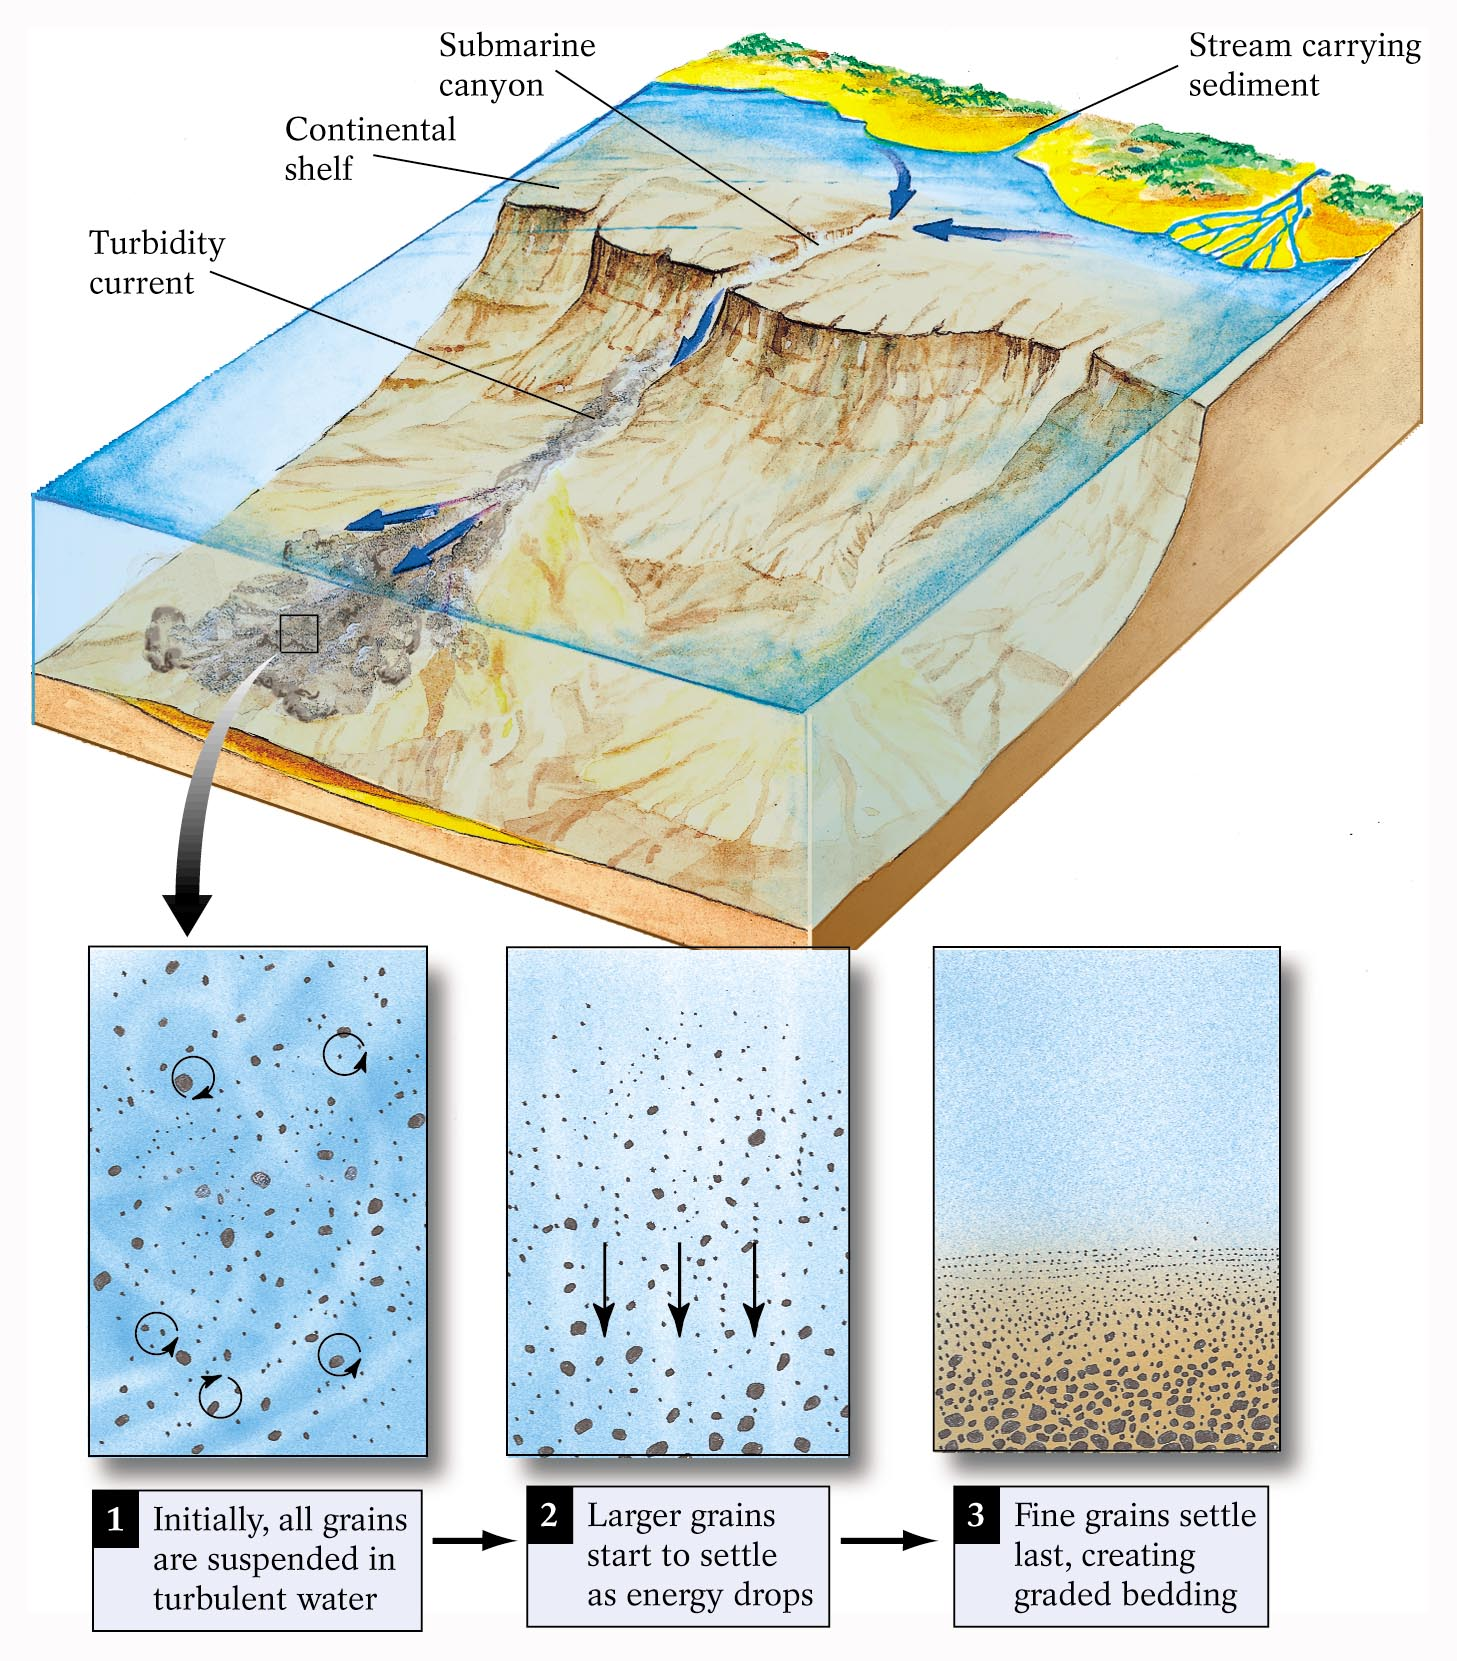 Submarine
canyon
Stream carrying
sediment
Continental
shelf
Turbidity
current
1 Initially, all grains
are suspended in
turbulent water
2 Larger grains
start to settle
as energy drops
3 Fine grains settle
last, creating
graded bedding